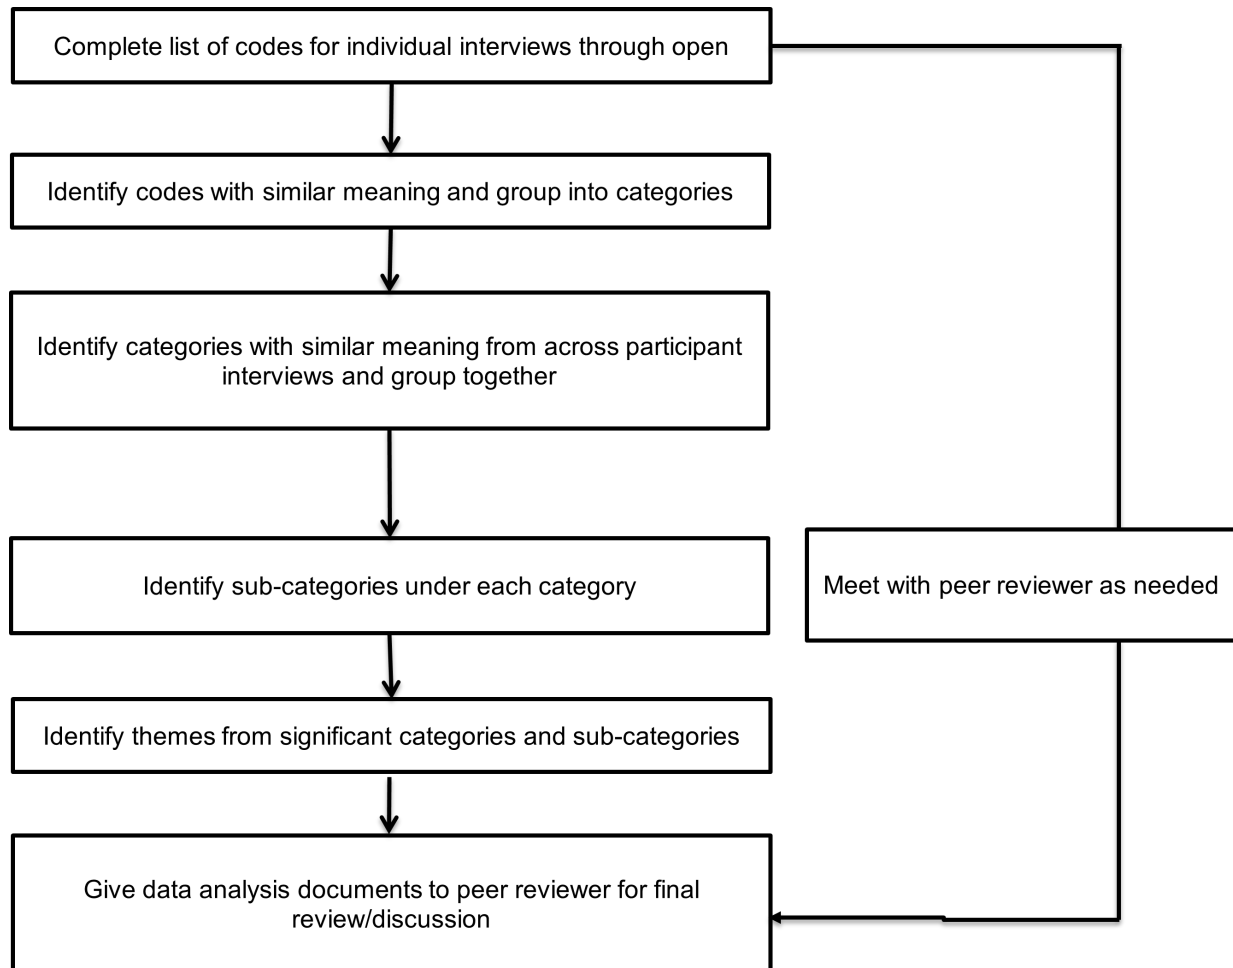 Complete list of codes for individual interviews through open
Identify codes with similar meaning and group into categories
Identify categories with similar meaning from across participant
interviews and group together
Identify sub-categories under each category
Meet with peer reviewer as needed
Identify themes from significant categories and sub-categories
Give data analysis documents to peer reviewer for final
review/discussion